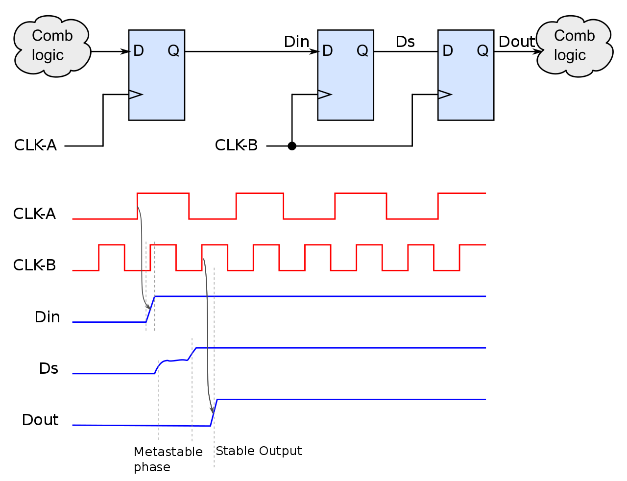 Comb
logic
D
Q
Din
D
Q
Ds
D
Q
Dout
Comb
logic
CLK-A
CLK-B
CLK-A
CLK-B
Din
Ds
Dout
Metastable
phase
Stable Output